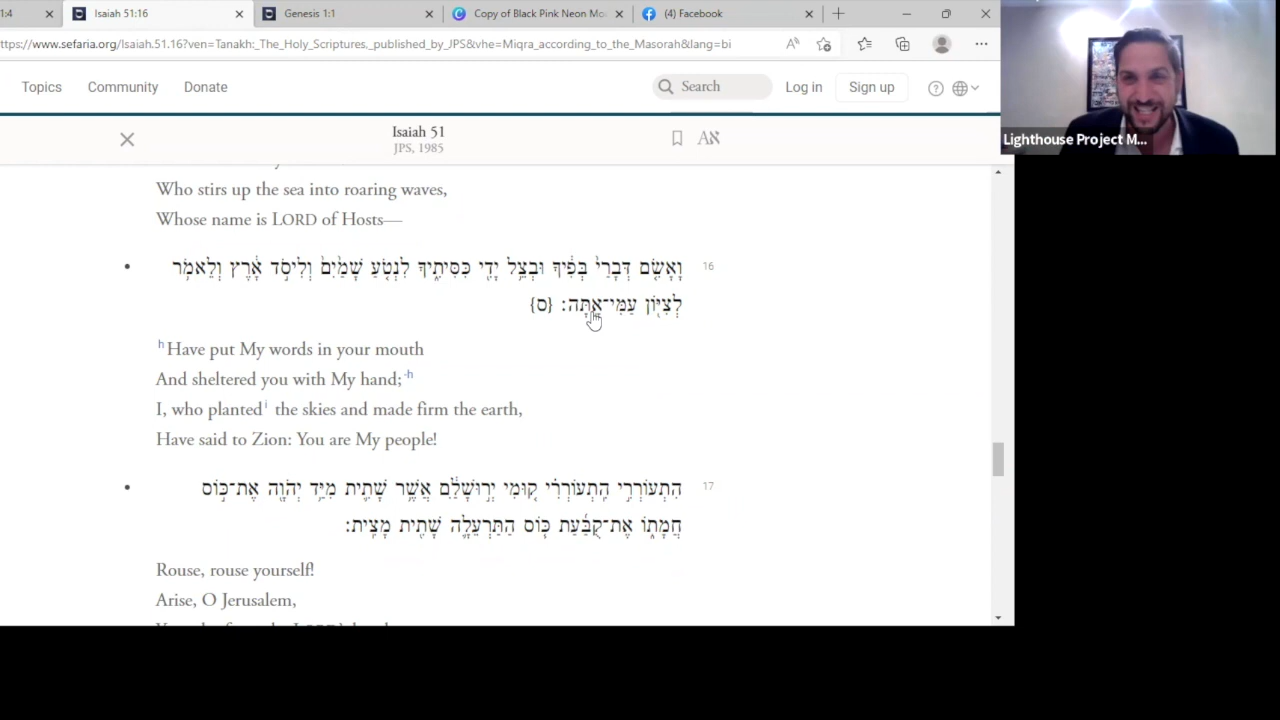 1:4
Isaiah 51:16
Genesis 1:1
Copy of Black Pink Neon Mo
(4) Facebook
ttps://www.sefaria.org/Isaiah.51.16?ven=Tanakh:_The_Holy_Scriptures,_published_by_JPS&vhe=Miqra_according_to_the_Masorah&lang=bi
Topics Community Donate Search Log in Sign up
Lighthouse Project M...
Isaiah 51
JPS, 1985
Who stirs up the sea into roaring waves,
Whose name is LORD of Hosts—
16 וָאָשִׂ֤ם דְּבָרַי֙ בְּפִ֔יךָ וּבְצֵ֥ל יָדִ֖י כִּסִּיתִ֑יךָ לִנְטֹ֤עַ שָׁמַ֙יִם֙ וְלִיסֹ֣ד אָ֔רֶץ וְלֵאמֹ֥ר
לְצִיּ֖וֹן עַמִּי־אָֽתָּה׃ {ס}
h Have put My words in your mouth
And sheltered you with My hand;-h
I, who planted i the skies and made firm the earth,
Have said to Zion: You are My people!
17 הִתְעוֹרְרִ֣י הִֽתְעוֹרְרִ֗י ק֚וּמִי יְר֣וּשָׁלַ֔͏ִם אֲשֶׁ֥ר שָׁתִ֛ית מִיַּ֥ד יְהֹוָ֖ה אֶת־כּ֣וֹס
חֲמָת֑וֹ אֶת־קֻבַּ֜עַת כּ֧וֹס הַתַּרְעֵלָ֛ה שָׁתִ֖ית מָצִֽית׃
Rouse, rouse yourself!
Arise, O Jerusalem,